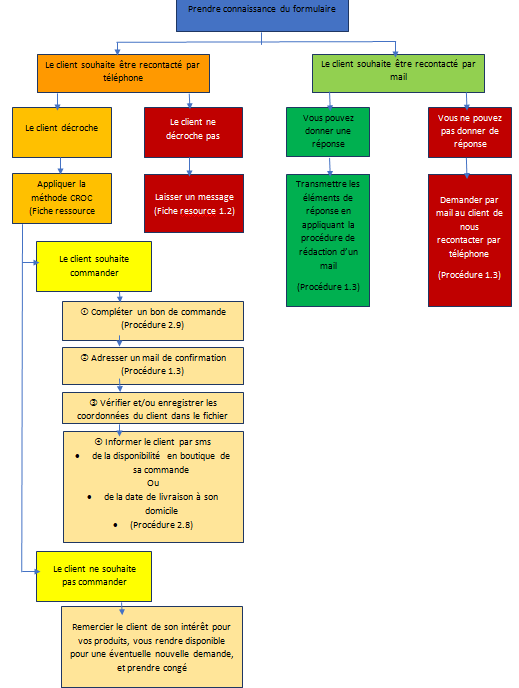 Prendre connaissance du formulaire
Le client souhaite être recontacté par
téléphone
Le client souhaite être recontacté par
mail
Le client décroche
Le client ne
décroche pas
Vous pouvez
donner une
réponse
Vous ne pouvez
pas donner de
réponse
Appliquer la
méthode CROC
(Fiche ressource
Laisser un message
(Fiche resource 1.2)
Transmettre les
éléments de
réponse en
appliquant la
procédure de
rédaction d'un
mail
(Procédure 1.3)
Demander par
mail au client de
nous
recontacter par
téléphone
(Procédure 1.3)
Le client souhaite
commander
① Compléter un bon de commande
(Procédure 2.9)
② Adresser un mail de confirmation
(Procédure 1.3)
③ Vérifier et/ou enregistrer les
coordonnées du client dans le fichier
④ Informer le client par sms
• de la disponibilité en boutique de
sa commande
Ou
• de la date de livraison à son
domicile
• (Procédure 2.8)
Le client ne souhaite
pas commander
Remercier le client de son intérêt pour
vos produits, vous rendre disponible
pour une éventuelle nouvelle demande,
et prendre congé